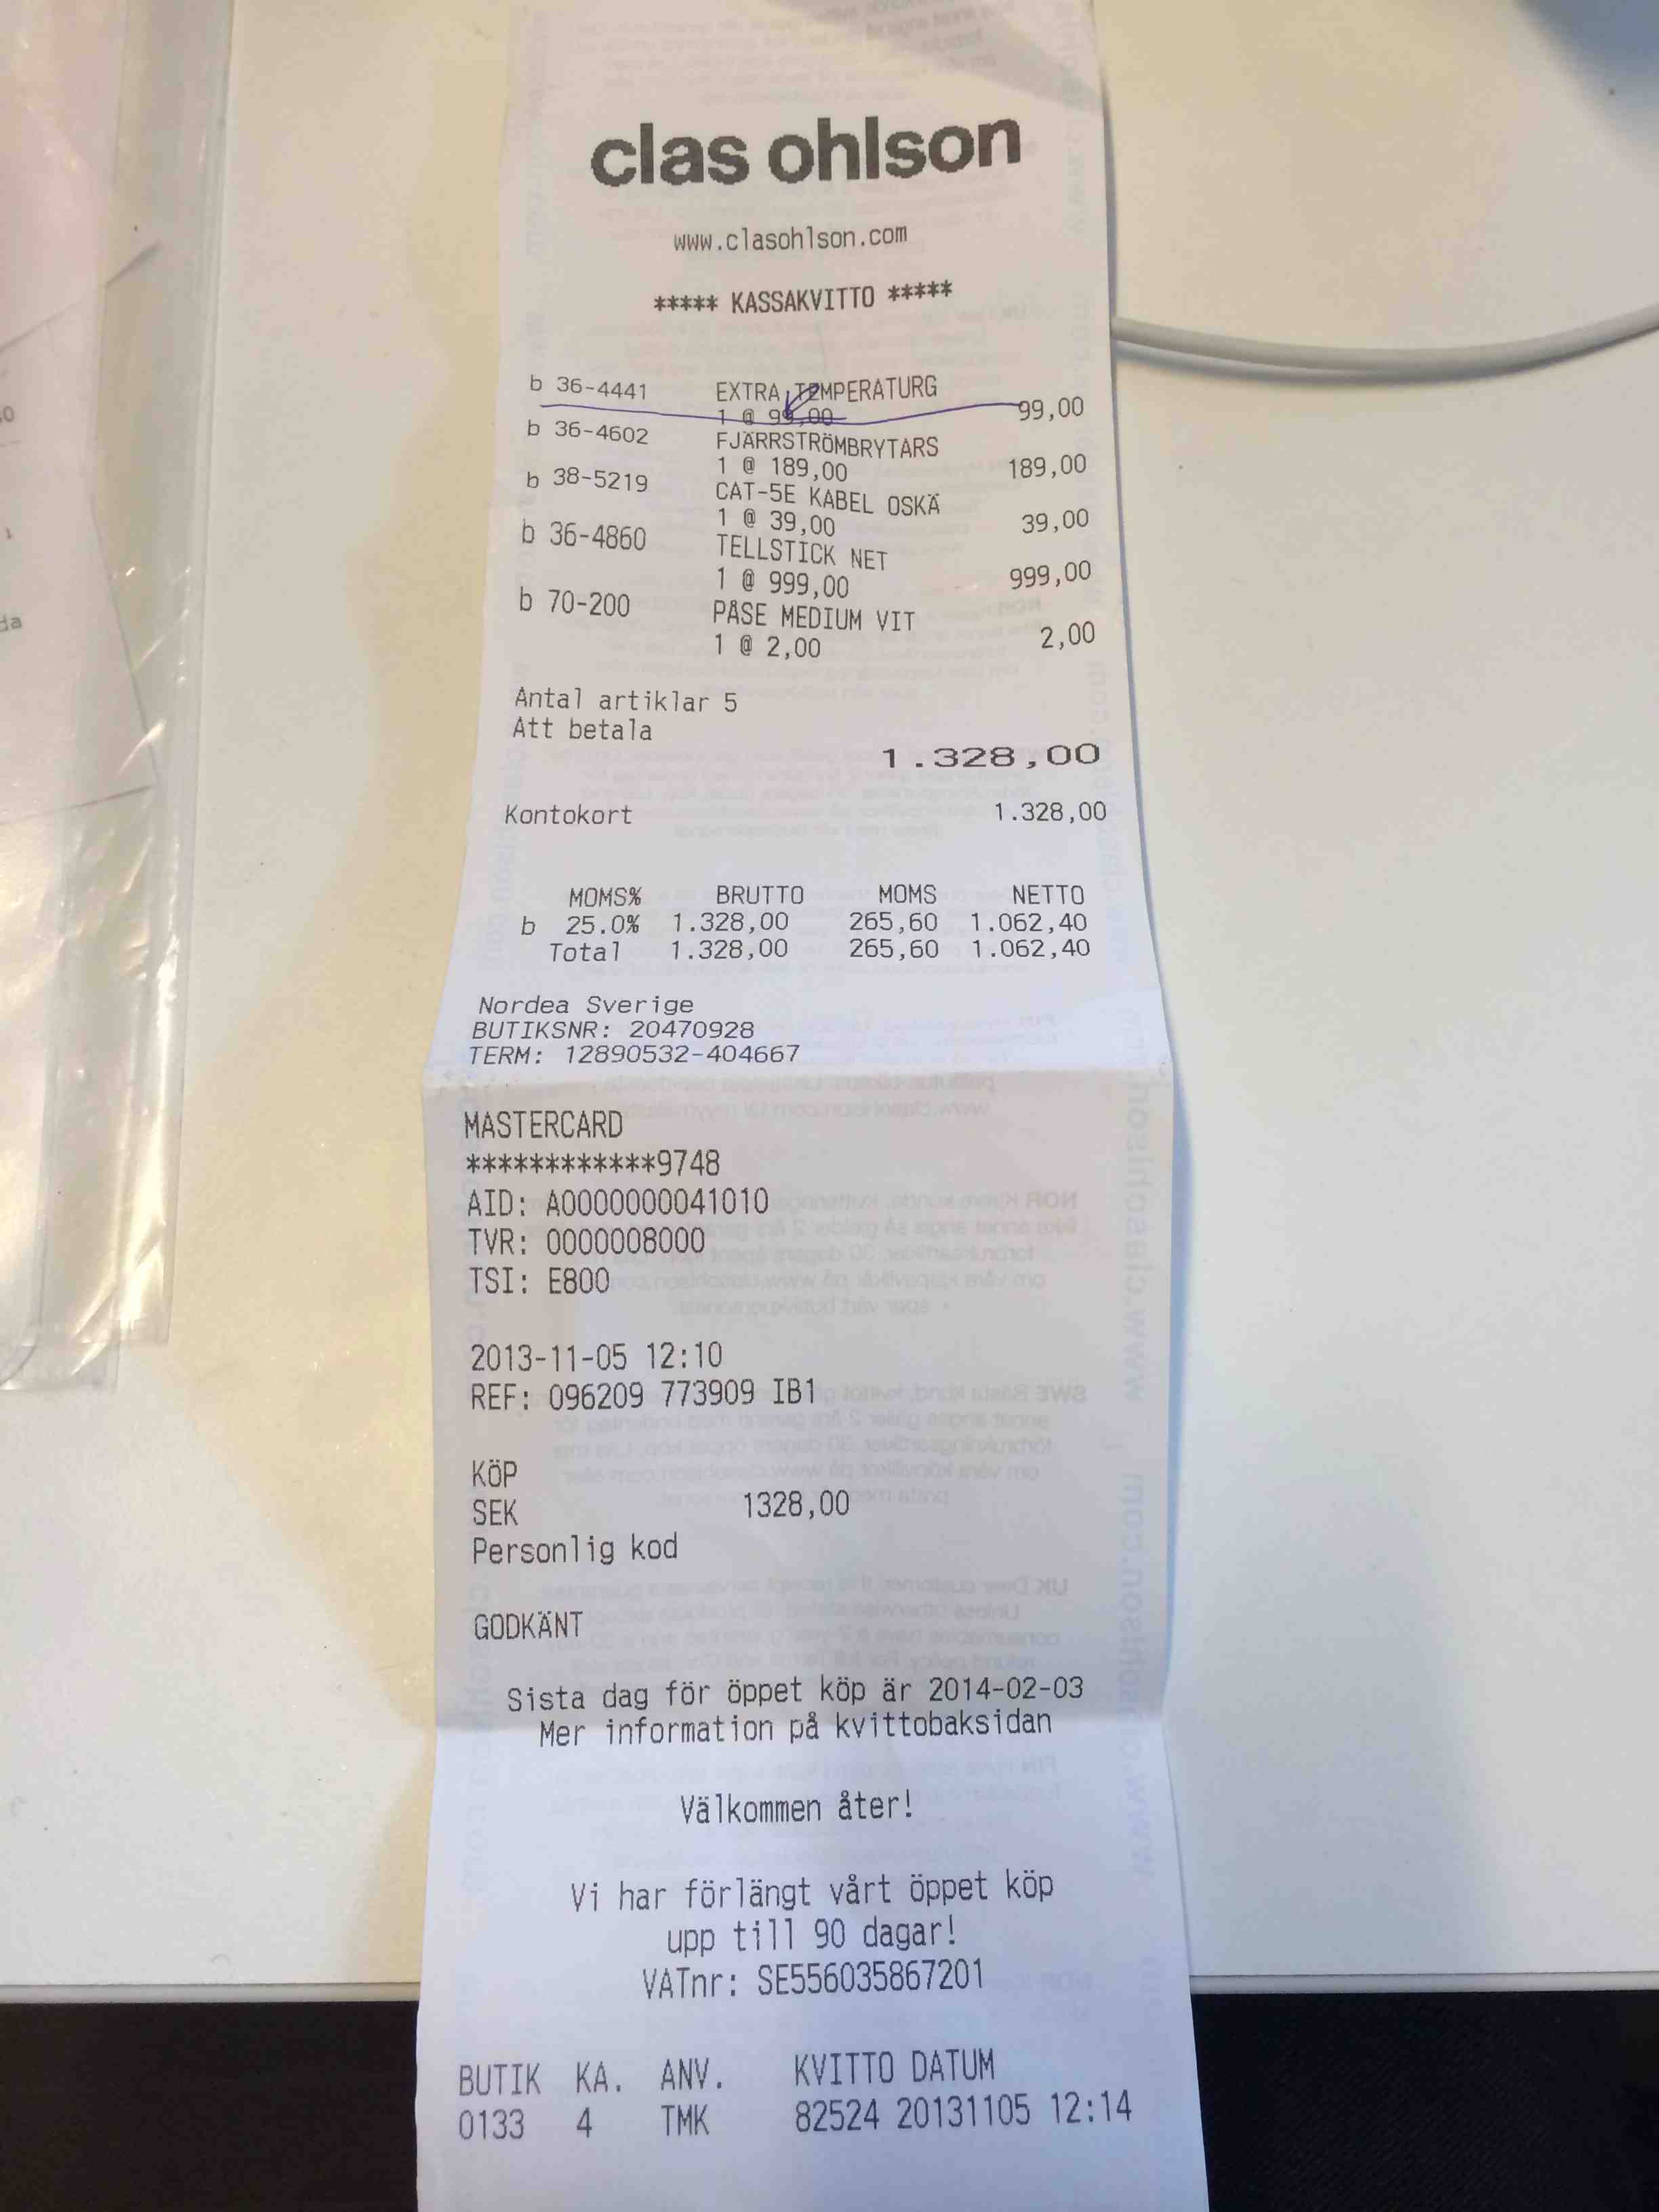 clas ohlson
www.clasohlson.com
***** KASSAKVITTO *****
b 36-4441 EXTRA TEMPERATURG
1 @ 99,00 99,00
b 36-4602 FJÄRRSTRÖMBRYTARS
1 @ 189,00 189,00
b 38-5219 CAT-5E KABEL OSKÄ
1 @ 39,00 39,00
b 36-4860 TELLSTICK NET
1 @ 999,00 999,00
b 70-200 PÅSE MEDIUM VIT
1 @ 2,00 2,00
Antal artiklar 5
Att betala
1.328,00
Kontokort 1.328,00
MOMS% BRUTTO MOMS NETTO
b 25.0% 1.328,00 265,60 1.062,40
Total 1.328,00 265,60 1.062,40
Nordea Sverige
BUTIKSNR: 20470928
TERM: 12890532-404667
MASTERCARD
************9748
AID: A0000000041010
TVR: 0000008000
TSI: E800
2013-11-05 12:10
REF: 096209 773909 IB1
KÖP
SEK 1328,00
Personlig kod
GODKÄNT
Sista dag för öppet köp är 2014-02-03
Mer information på kvittobaksidan
Välkommen åter!
Vi har förlängt vårt öppet köp
upp till 90 dagar!
VATnr: SE556035867201
BUTIK KA. ANV. KVITTO DATUM
0133 4 TMK 82524 20131105 12:14